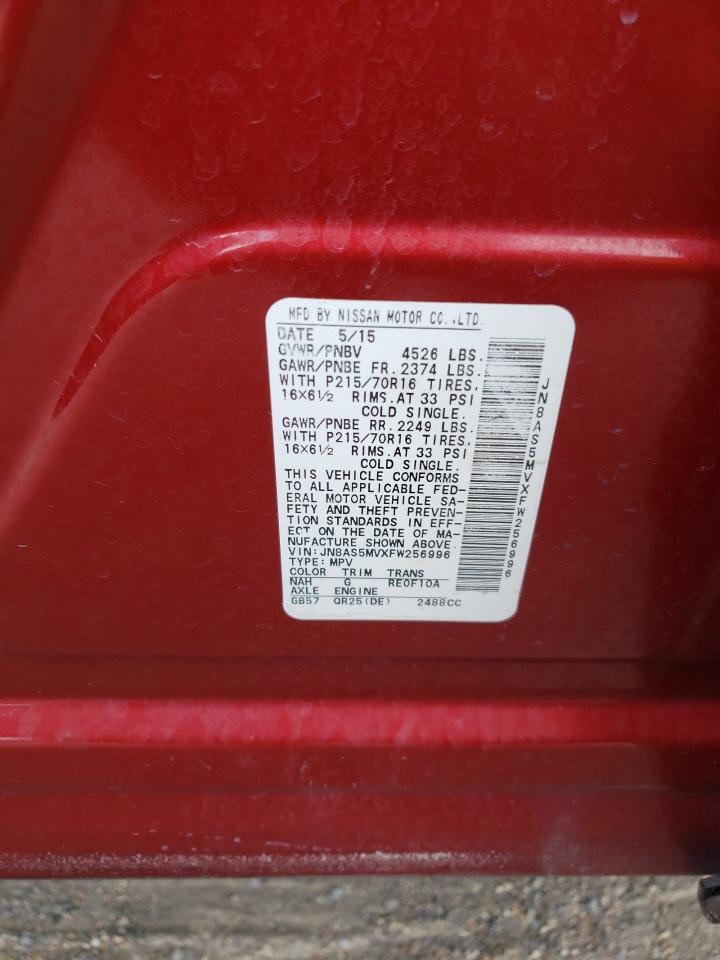 MFD BY NISSAN MOTOR CO.,LTD.
DATE 5/15
GVWR/PNBV 4526 LBS.
GAWR/PNBE FR. 2374 LBS.
WITH P215/70R16 TIRES,
16X6½ RIMS.AT 33 PSI
COLD SINGLE.
GAWR/PNBE RR. 2249 LBS.
WITH P215/70R16 TIRES,
16X6½ RIMS.AT 33 PSI
COLD SINGLE.
THIS VEHICLE CONFORMS
TO ALL APPLICABLE FED-
ERAL MOTOR VEHICLE SA-
FETY AND THEFT PREVEN-
TION STANDARDS IN EFF-
ECT ON THE DATE OF MA-
NUFACTURE SHOWN ABOVE.
VIN:JN8AS5MVXFW256996
TYPE:MPV
COLOR TRIM TRANS
NAH G RE0F10A
AXLE ENGINE
GB57 QR25(DE) 2488CC
JN8AS5MVXFW256996